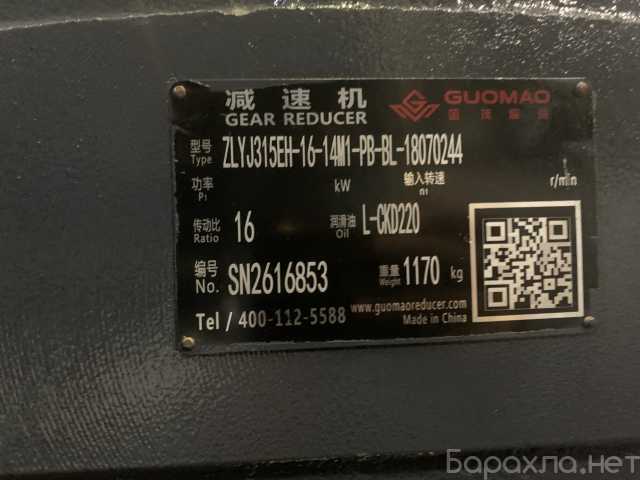 减速机
GEAR REDUCER
GUOMAO
国茂股份
型号 Type ZLYJ315EH-16-14M1-PB-BL-18070244
功率 P1 kW 输入转速 n1 r/min
传动比 Ratio 16 润滑油 Oil L-CKD220
编号 No. SN2616853 重量 Weight 1170 kg
Tel / 400-112-5588 www.guomaoreducer.com
Made in China
Барахла.нет